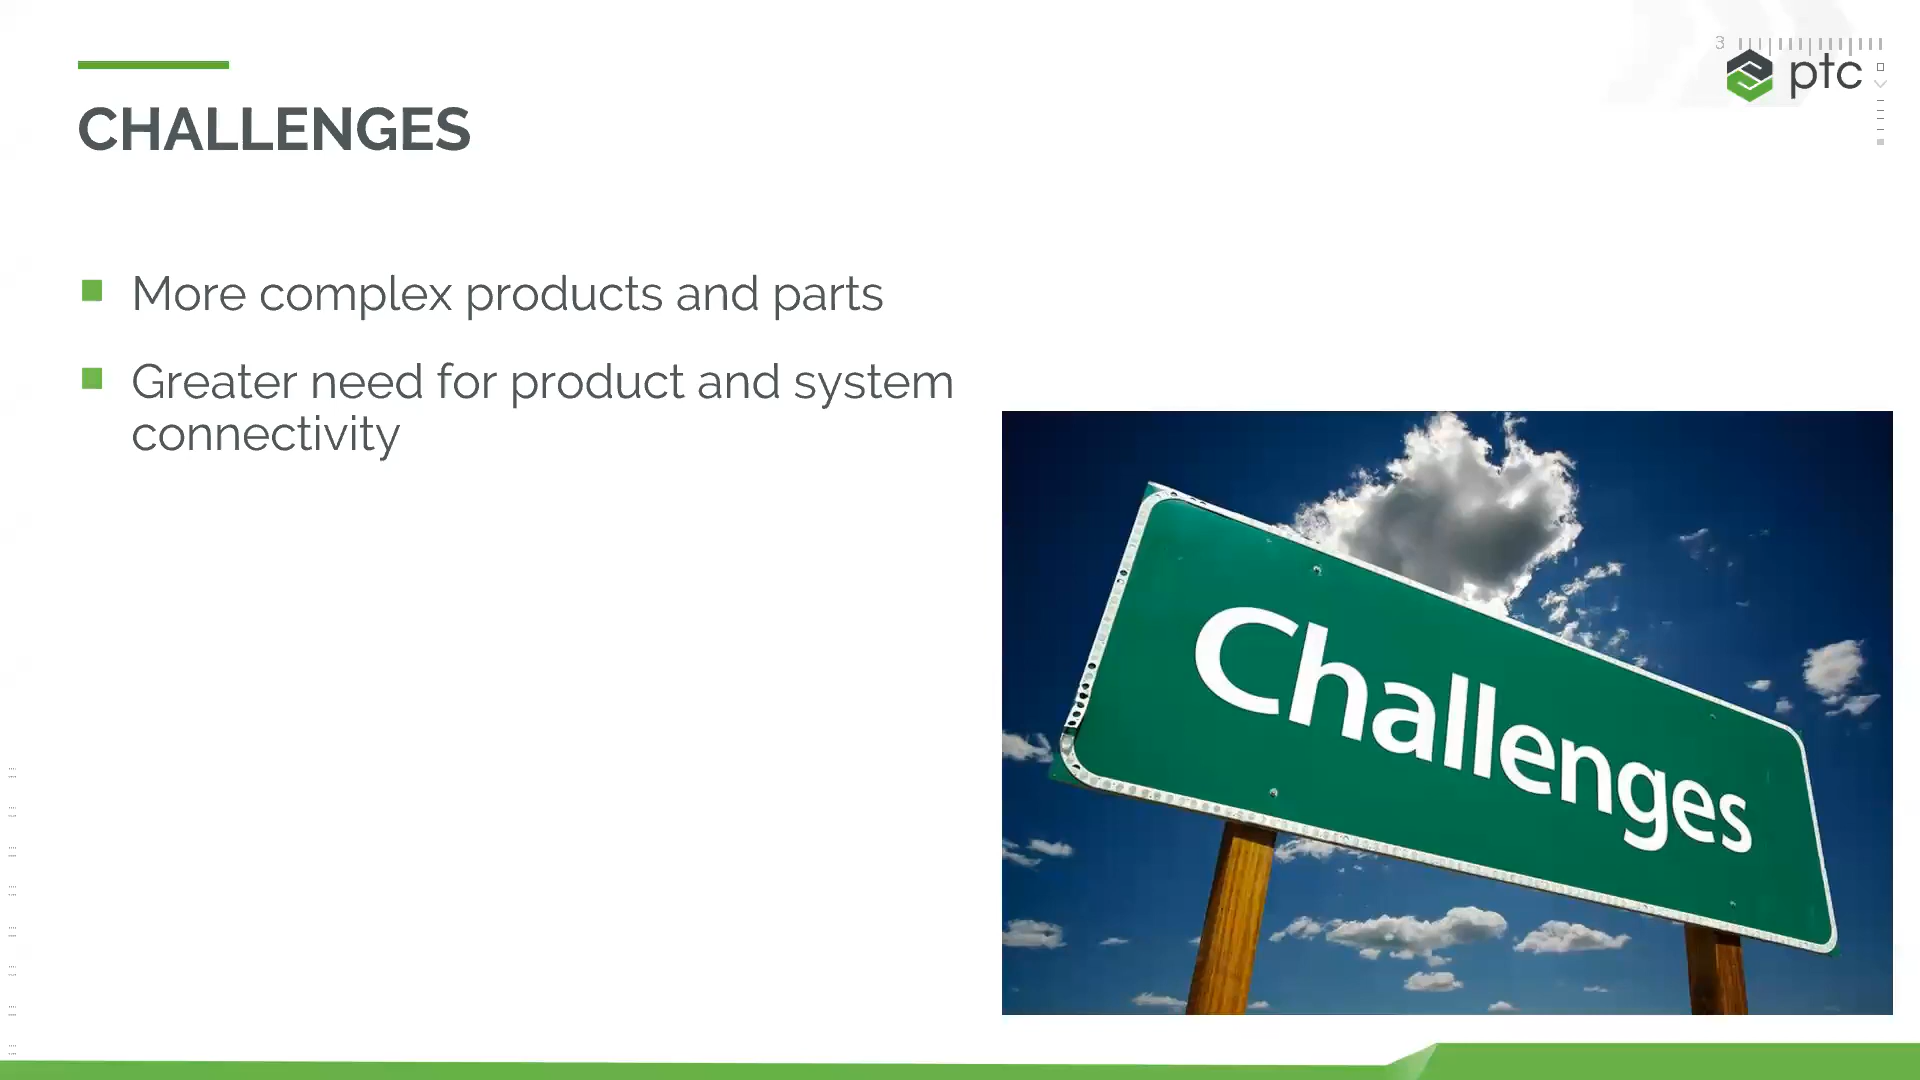 3
ptc
CHALLENGES
More complex products and parts
Greater need for product and system
connectivity
Challenges